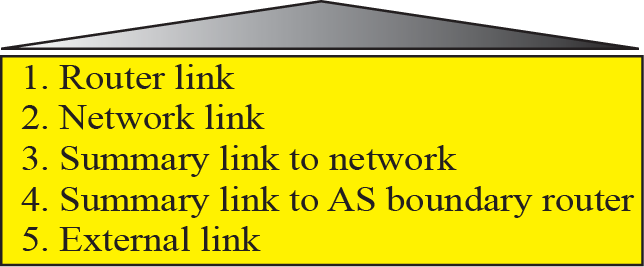 1. Router link
2. Network link
3. Summary link to network
4. Summary link to AS boundary router
5. External link